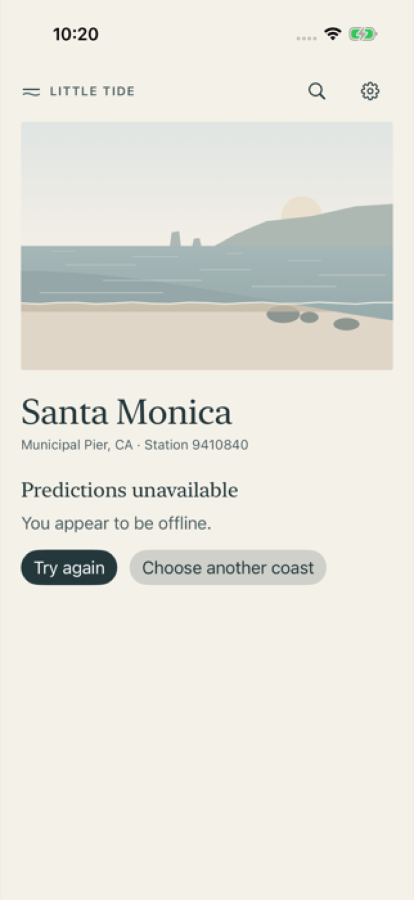 10:20
LITTLE TIDE
Santa Monica
Municipal Pier, CA · Station 9410840
Predictions unavailable
You appear to be offline.
Try again
Choose another coast